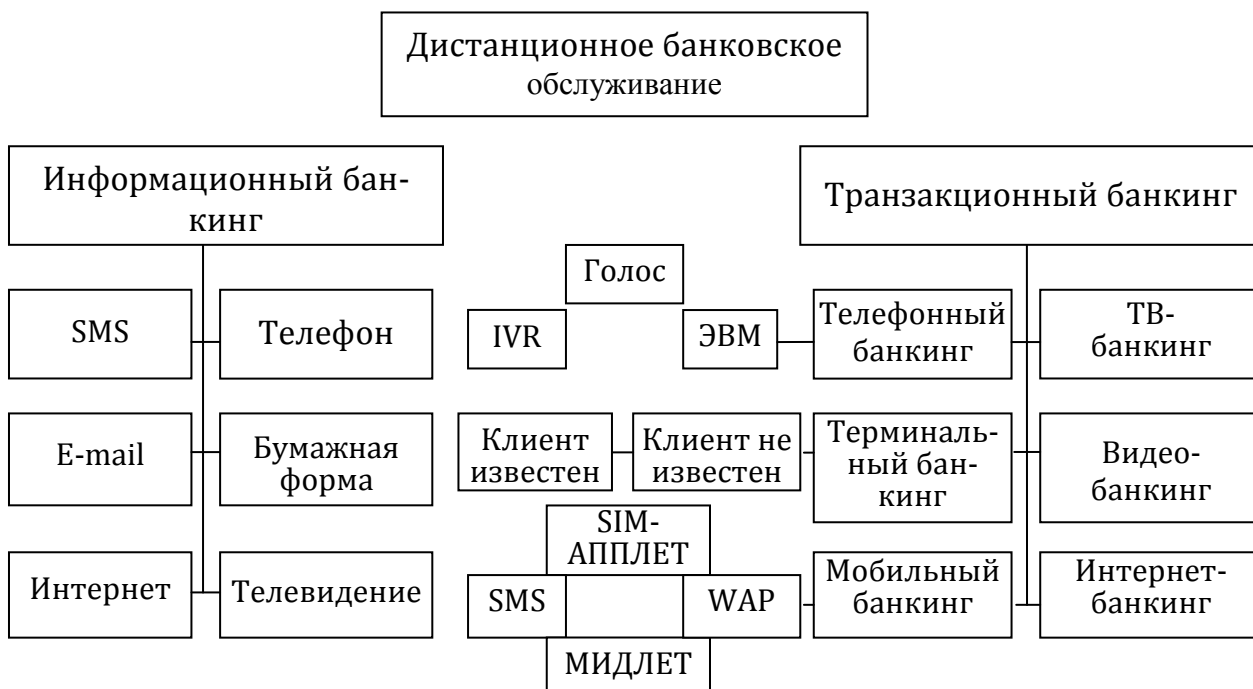 Дистанционное банковское
обслуживание
Информационный бан-
кинг
Транзакционный банкинг
Голос
SMS
Телефон
IVR
ЭВМ
Телефонный
банкинг
ТВ-
банкинг
E-mail
Бумажная
форма
Клиент
известен
Клиент не
известен
Терминаль-
ный бан-
кинг
Видео-
банкинг
SIM-
АППЛЕТ
Интернет
Телевидение
SMS
WAP
Мобильный
банкинг
Интернет-
банкинг
МИДЛЕТ